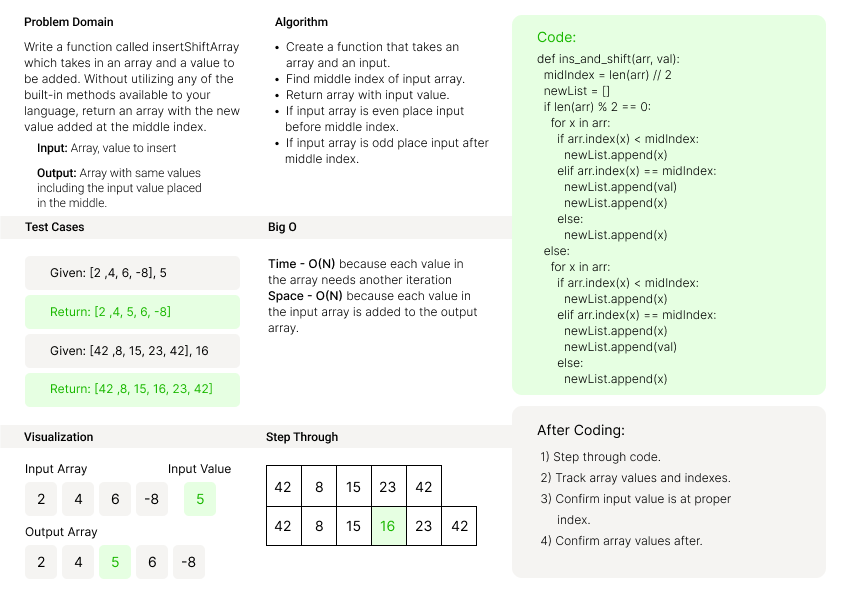 Problem Domain
Write a function called insertShiftArray
which takes in an array and a value to
be added. Without utilizing any of the
built-in methods available to your
language, return an array with the new
value added at the middle index.
Input: Array, value to insert
Output: Array with same values
including the input value placed
in the middle.
Algorithm
• Create a function that takes an
array and an input.
• Find middle index of input array.
• Return array with input value.
• If input array is even place input
before middle index.
• If input array is odd place input after
middle index.
Test Cases
Given: [2 ,4, 6, -8], 5
Return: [2 ,4, 5, 6, -8]
Given: [42 ,8, 15, 23, 42], 16
Return: [42 ,8, 15, 16, 23, 42]
Big O
Time - O(N) because each value in
the array needs another iteration
Space - O(N) because each value in
the input array is added to the output
array.
Visualization
Input Array Input Value
2 4 6 -8 5
Output Array
2 4 5 6 -8
Step Through
42 8 15 23 42
42 8 15 16 23 42
Code:
def ins_and_shift(arr, val):
midIndex = len(arr) // 2
newList = []
if len(arr) % 2 == 0:
for x in arr:
if arr.index(x) < midIndex:
newList.append(x)
elif arr.index(x) == midIndex:
newList.append(val)
newList.append(x)
else:
newList.append(x)
else:
for x in arr:
if arr.index(x) < midIndex:
newList.append(x)
elif arr.index(x) == midIndex:
newList.append(x)
newList.append(val)
else:
newList.append(x)
After Coding:
1) Step through code.
2) Track array values and indexes.
3) Confirm input value is at proper
index.
4) Confirm array values after.